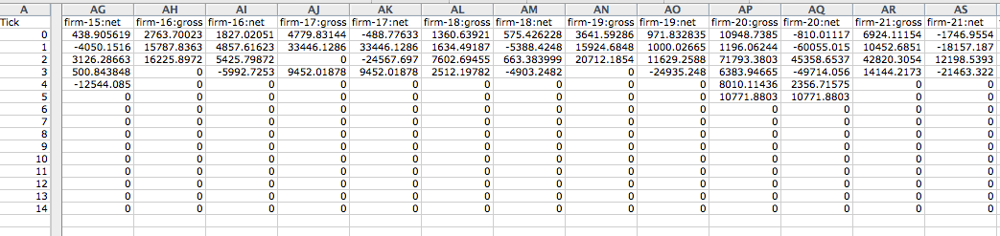 A AG AH AI AJ AK AL AM AN AO AP AQ AR AS
Tick firm-15:net firm-16:gross firm-16:net firm-17:gross firm-17:net firm-18:gross firm-18:net firm-19:gross firm-19:net firm-20:gross firm-20:net firm-21:gross firm-21:net
0 438.905619 2763.70023 1827.02051 4779.83144 -488.77633 1360.63921 575.426228 3641.59286 971.832835 10948.7385 -810.01117 6924.11154 -1746.9554
1 -4050.1516 15787.8363 4857.61623 33446.1286 33446.1286 1634.49187 -5388.4248 15924.6848 1000.02665 1196.06244 -60055.015 10452.6851 -18157.187
2 3126.28663 16225.8972 5425.79872 0 -24567.697 7602.69455 663.383999 20712.1854 11629.2588 71793.3803 45358.6537 42820.3054 12198.5393
3 500.843848 0 -5992.7253 9452.01878 9452.01878 2512.19782 -4903.2482 0 -24935.248 6383.94665 -49714.056 14144.2173 -21463.322
4 -12544.085 0 0 0 0 0 0 0 0 8010.11436 2356.71575 0 0
5 0 0 0 0 0 0 0 0 0 10771.8803 10771.8803 0 0
6 0 0 0 0 0 0 0 0 0 0 0 0 0
7 0 0 0 0 0 0 0 0 0 0 0 0 0
8 0 0 0 0 0 0 0 0 0 0 0 0 0
9 0 0 0 0 0 0 0 0 0 0 0 0 0
10 0 0 0 0 0 0 0 0 0 0 0 0 0
11 0 0 0 0 0 0 0 0 0 0 0 0 0
12 0 0 0 0 0 0 0 0 0 0 0 0 0
13 0 0 0 0 0 0 0 0 0 0 0 0 0
14 0 0 0 0 0 0 0 0 0 0 0 0 0